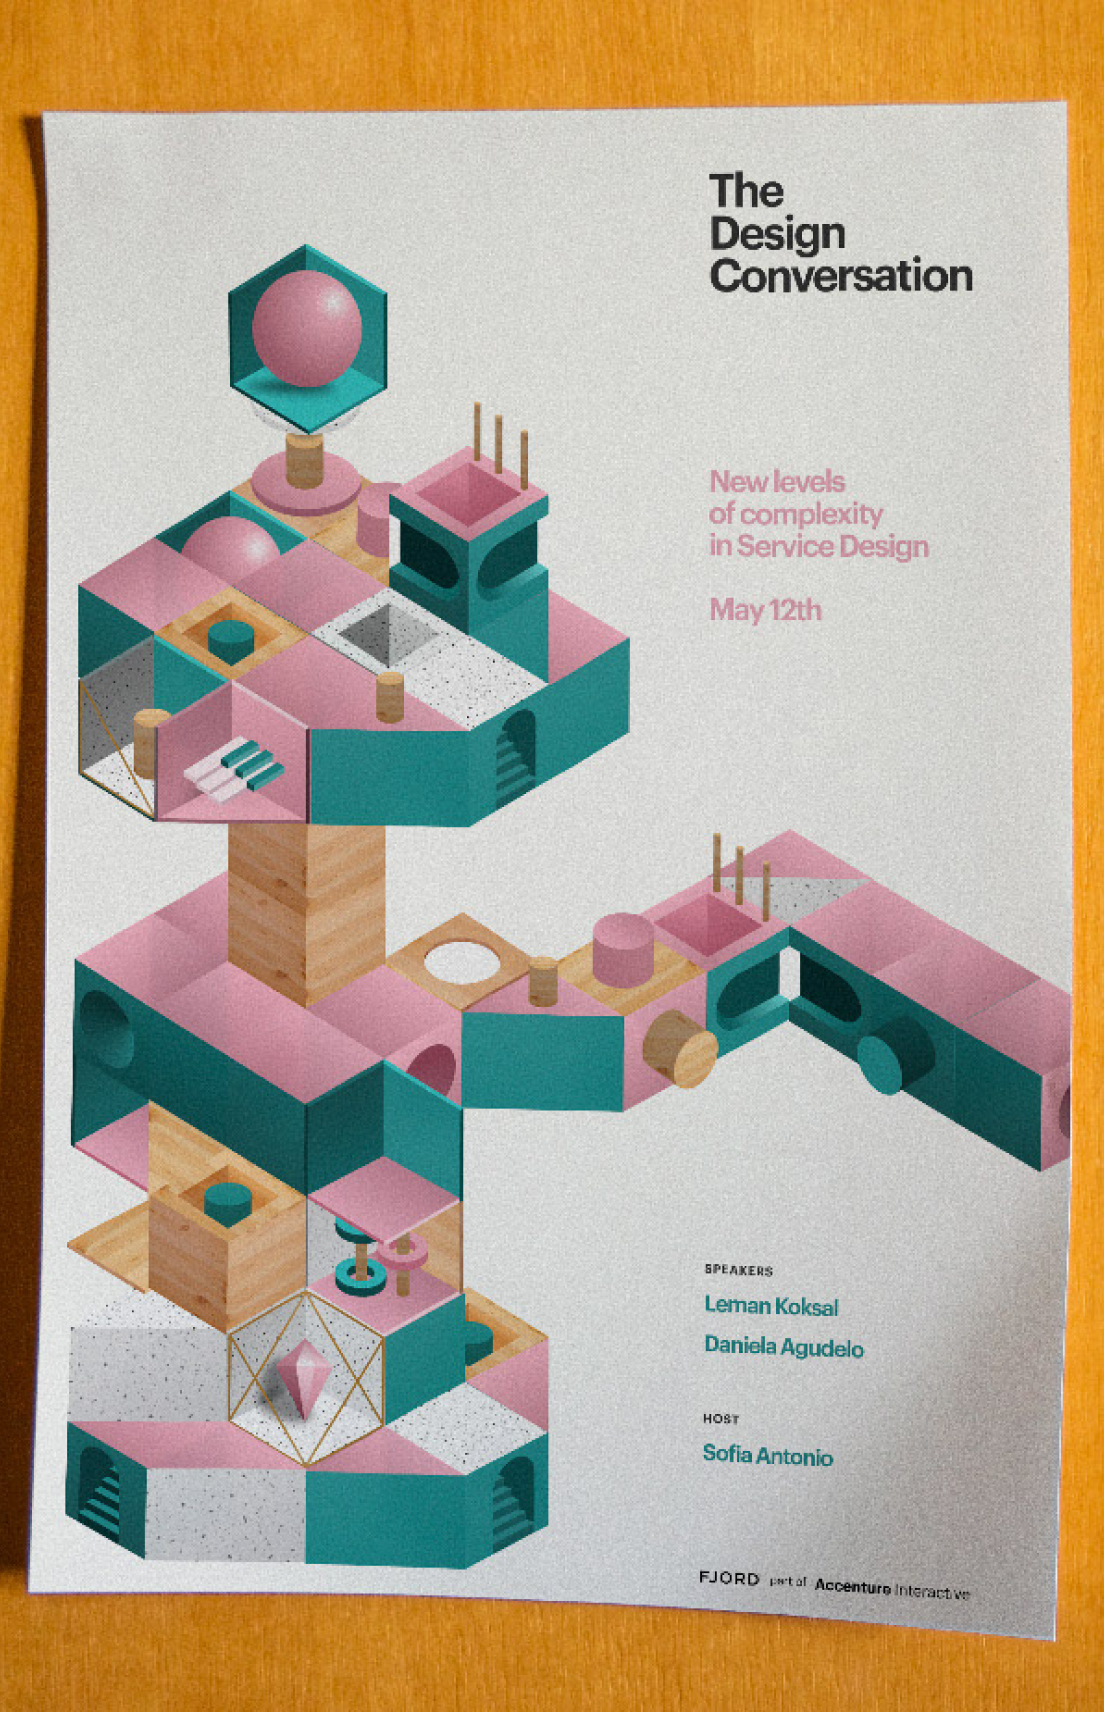 The
Design
Conversation
New levels
of complexity
in Service Design
May 12th
SPEAKERS
Leman Koksal
Daniela Agudelo
HOST
Sofia Antonio
FJORD part of Accenture Interactive